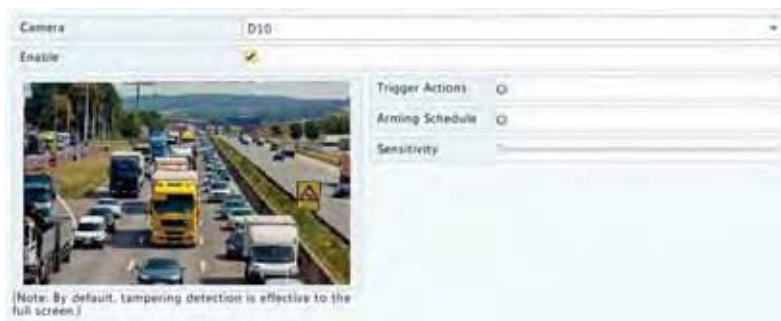 Camera D10
Enable
Trigger Actions
Arming Schedule
Sensitivity
(Note: By default, tampering detection is effective to the
full screen.)